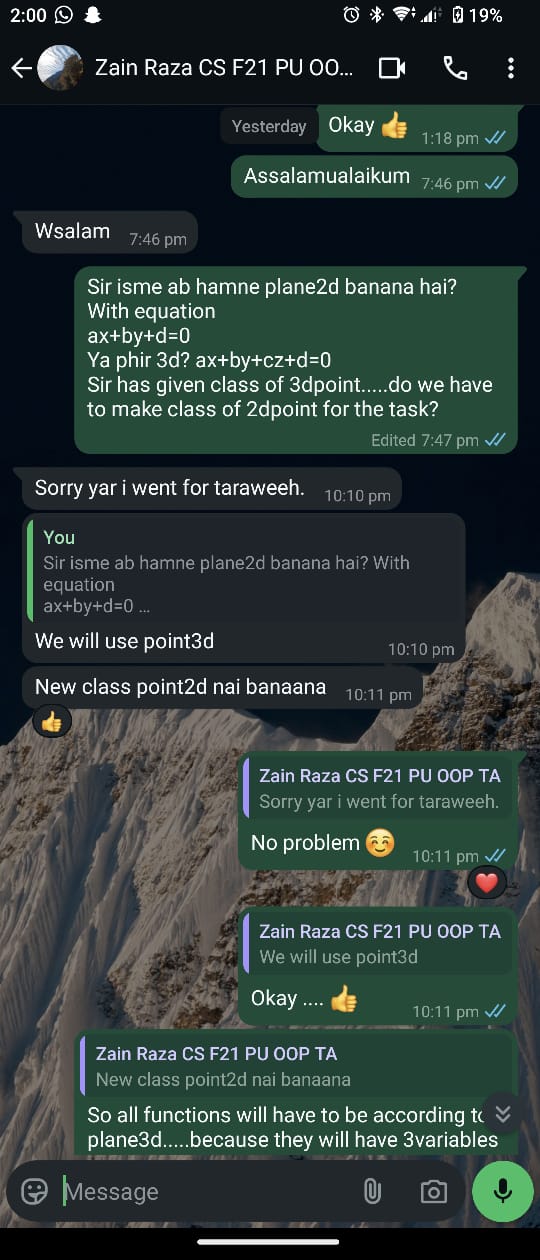 2:00
19%
Zain Raza CS F21 PU OO...
Yesterday
Okay 👍
1:18 pm
Assalamualaikum
7:46 pm
Wsalam
7:46 pm
Sir isme ab hamne plane2d banana hai?
With equation
ax+by+d=0
Ya phir 3d? ax+by+cz+d=0
Sir has given class of 3dpoint.....do we have
to make class of 2dpoint for the task?
Edited 7:47 pm
Sorry yar i went for taraweeh.
10:10 pm
You
Sir isme ab hamne plane2d banana hai? With
equation
ax+by+d=0 ...
We will use point3d
10:10 pm
New class point2d nai banaana
10:11 pm
👍
Zain Raza CS F21 PU OOP TA
Sorry yar i went for taraweeh.
No problem 😊
10:11 pm
❤️
Zain Raza CS F21 PU OOP TA
We will use point3d
Okay .... 👍
10:11 pm
Zain Raza CS F21 PU OOP TA
New class point2d nai banaana
So all functions will have to be according to
plane3d.....because they will have 3variables
Message